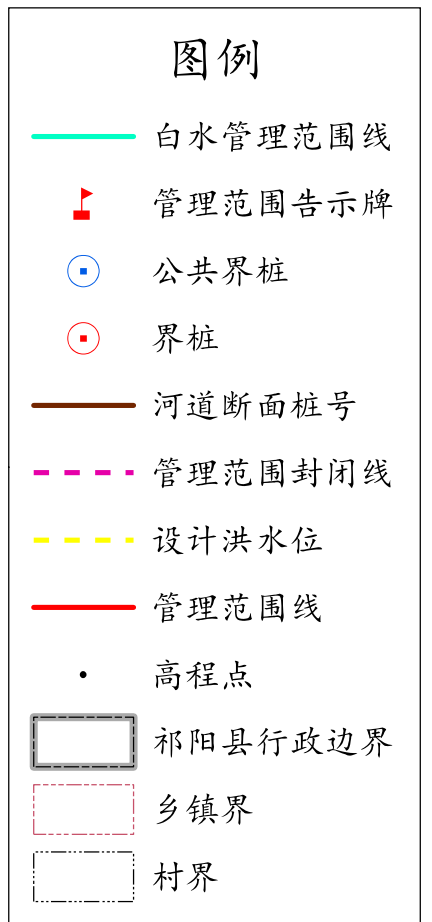 图例
白水管理范围线
管理范围告示牌
公共界桩
界桩
河道断面桩号
管理范围封闭线
设计洪水位
管理范围线
高程点
祁阳县行政边界
乡镇界
村界